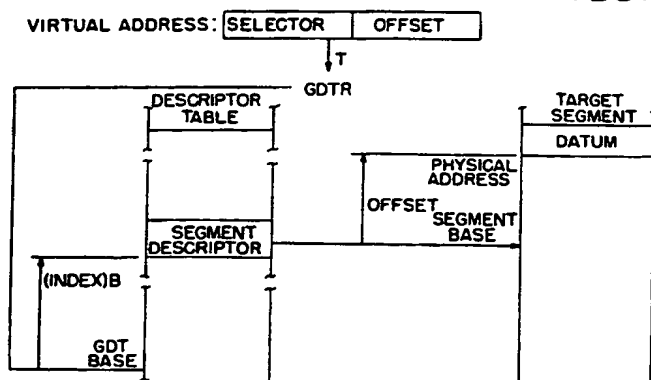 VIRTUAL ADDRESS: SELECTOR OFFSET
T
GDTR
DESCRIPTOR
TABLE
TARGET
SEGMENT
DATUM
PHYSICAL
ADDRESS
OFFSET
SEGMENT
BASE
SEGMENT
DESCRIPTOR
(INDEX)B
GDT
BASE